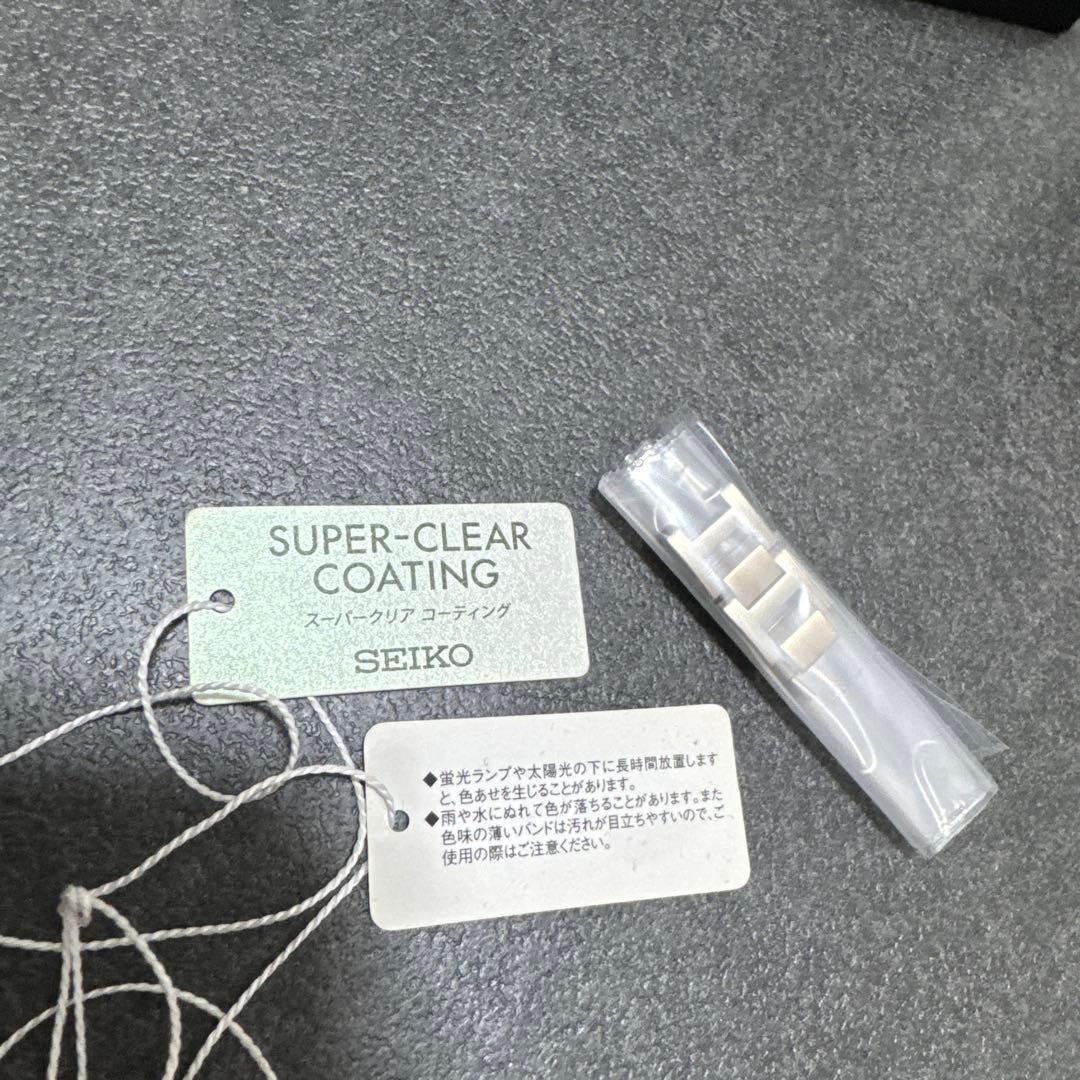 SUPER-CLEAR
COATING
スーパークリア コーティング
SEIKO
◆蛍光ランプや太陽光の下に長時間放置します
と、色あせを生じることがあります。
◆雨や水にぬれて色が落ちることがあります。また
色味の薄いバンドは汚れが目立ちやすいので、ご
使用の際はご注意ください。